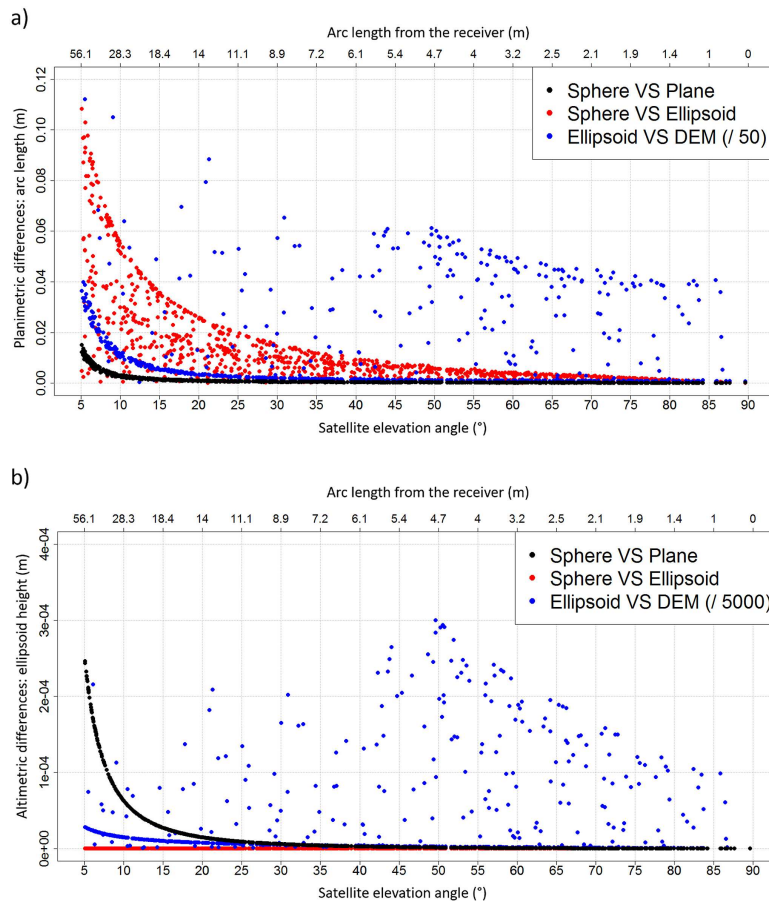 a)
Arc length from the receiver (m)
56.1 28.3 18.4 14 11.1 8.9 7.2 6.1 5.4 4.7 4 3.2 2.5 2.1 1.9 1.4 1 0
Planimetric differences: arc length (m)
0.12
0.10
0.08
0.06
0.04
0.02
0.00
Sphere VS Plane
Sphere VS Ellipsoid
Ellipsoid VS DEM (/ 50)
5 10 15 20 25 30 35 40 45 50 55 60 65 70 75 80 85 90
Satellite elevation angle (°)
b)
Arc length from the receiver (m)
56.1 28.3 18.4 14 11.1 8.9 7.2 6.1 5.4 4.7 4 3.2 2.5 2.1 1.9 1.4 1 0
Altimetric differences: ellipsoid height (m)
4e-04
3e-04
2e-04
1e-04
0e+00
Sphere VS Plane
Sphere VS Ellipsoid
Ellipsoid VS DEM (/ 5000)
5 10 15 20 25 30 35 40 45 50 55 60 65 70 75 80 85 90
Satellite elevation angle (°)